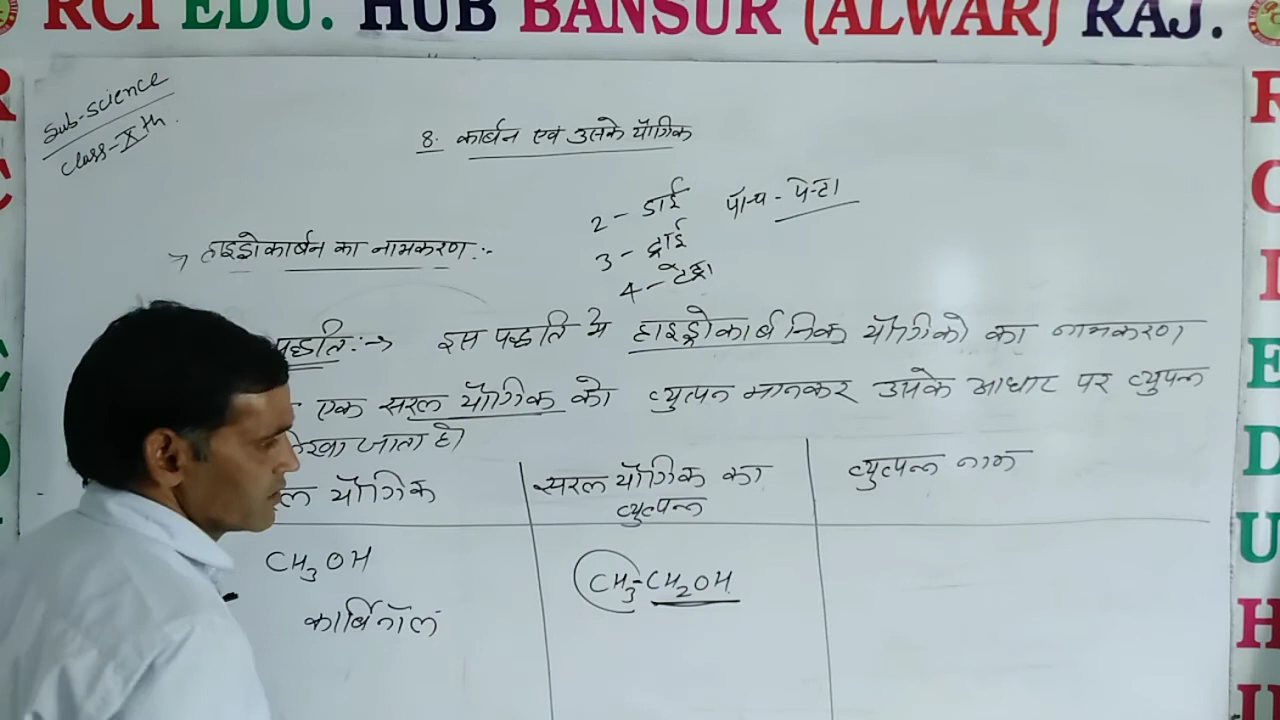 RCI EDU. HUB BANSUR (ALWAR) RAJ.
Sub-Science
Class-Xth.
8. कार्बन एवं उसके यौगिक
2 - डाई पॉन्च - पेन्टा
3 - ट्राई
4 - टेट्रा
→ हाइड्रोकार्बन का नामकरण :-
पद्धति :→ इस पद्धति मे हाइड्रोकार्बनिक यौगिको का नामकरण
एक सरल यौगिक को व्युत्पन मानकर उसके आधार पर व्युपन्न
जाता है।
यौगिक
सरल यौगिक का
व्युत्पन्न
व्युत्पन्न नाम
CH3OH
कार्बिनॉल
CH3-CH2OH
R
I
E
D
U
H